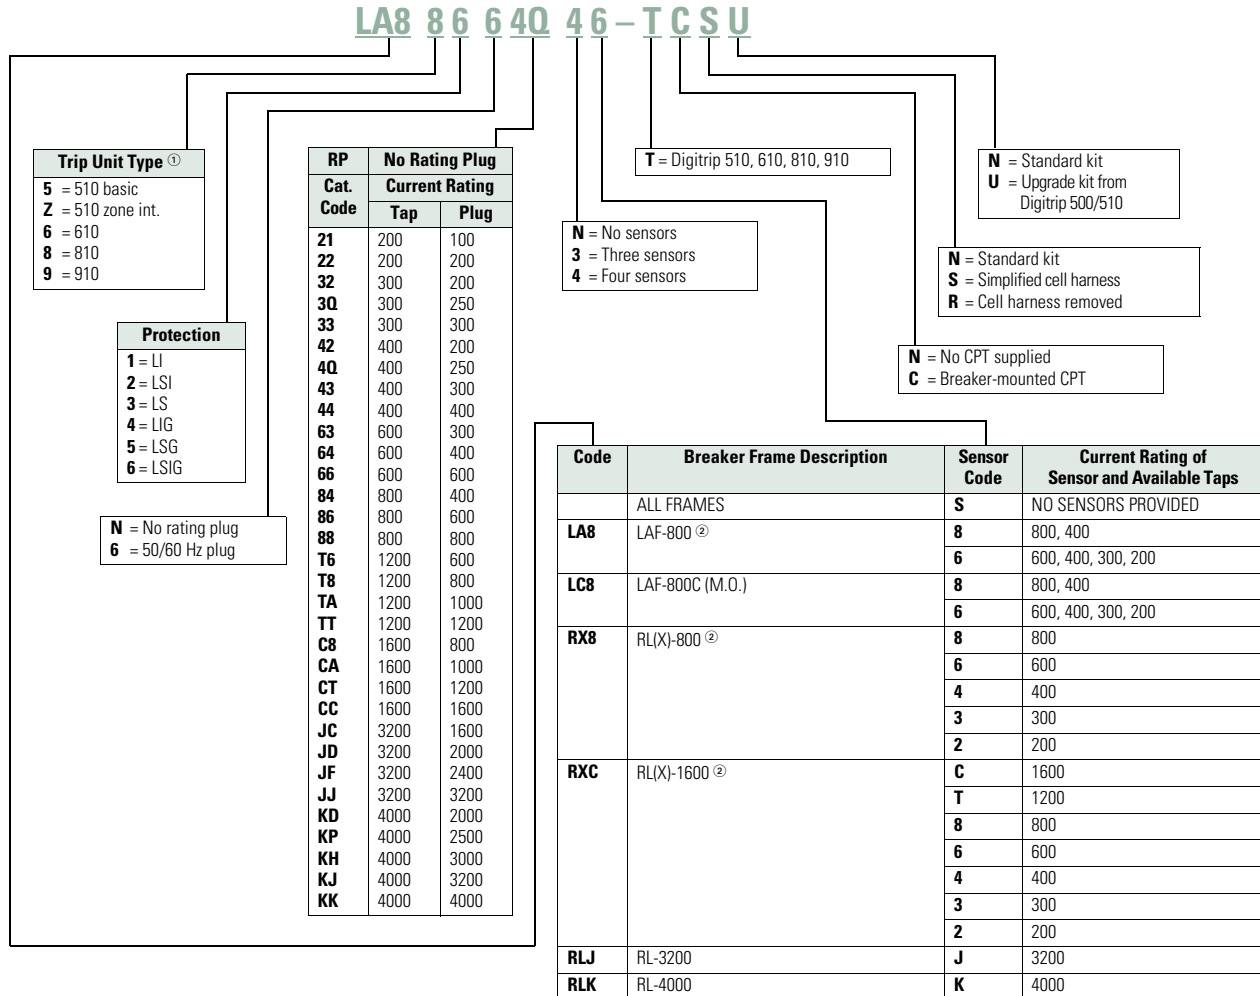 LA8 8 6 6 4Q 4 6 – T C S U
Trip Unit Type ①
5 = 510 basic
Z = 510 zone int.
6 = 610
8 = 810
9 = 910
Protection
1 = LI
2 = LSI
3 = LS
4 = LIG
5 = LSG
6 = LSIG
N = No rating plug
6 = 50/60 Hz plug
RP No Rating Plug
Cat. Code Current Rating
Tap Plug
21 200 100
22 200 200
32 300 200
3Q 300 250
33 300 300
42 400 200
4Q 400 250
43 400 300
44 400 400
63 600 300
64 600 400
66 600 600
84 800 400
86 800 600
88 800 800
T6 1200 600
T8 1200 800
TA 1200 1000
TT 1200 1200
C8 1600 800
CA 1600 1000
CT 1600 1200
CC 1600 1600
JC 3200 1600
JD 3200 2000
JF 3200 2400
JJ 3200 3200
KD 4000 2000
KP 4000 2500
KH 4000 3000
KJ 4000 3200
KK 4000 4000
T = Digitrip 510, 610, 810, 910
N = No sensors
3 = Three sensors
4 = Four sensors
N = Standard kit
U = Upgrade kit from
Digitrip 500/510
N = Standard kit
S = Simplified cell harness
R = Cell harness removed
N = No CPT supplied
C = Breaker-mounted CPT
Code Breaker Frame Description Sensor Code Current Rating of Sensor and Available Taps
ALL FRAMES S NO SENSORS PROVIDED
LA8 LAF-800 ② 8 800, 400
6 600, 400, 300, 200
LC8 LAF-800C (M.O.) 8 800, 400
6 600, 400, 300, 200
RX8 RL(X)-800 ② 8 800
6 600
4 400
3 300
2 200
RXC RL(X)-1600 ② C 1600
T 1200
8 800
6 600
4 400
3 300
2 200
RLJ RL-3200 J 3200
RLK RL-4000 K 4000